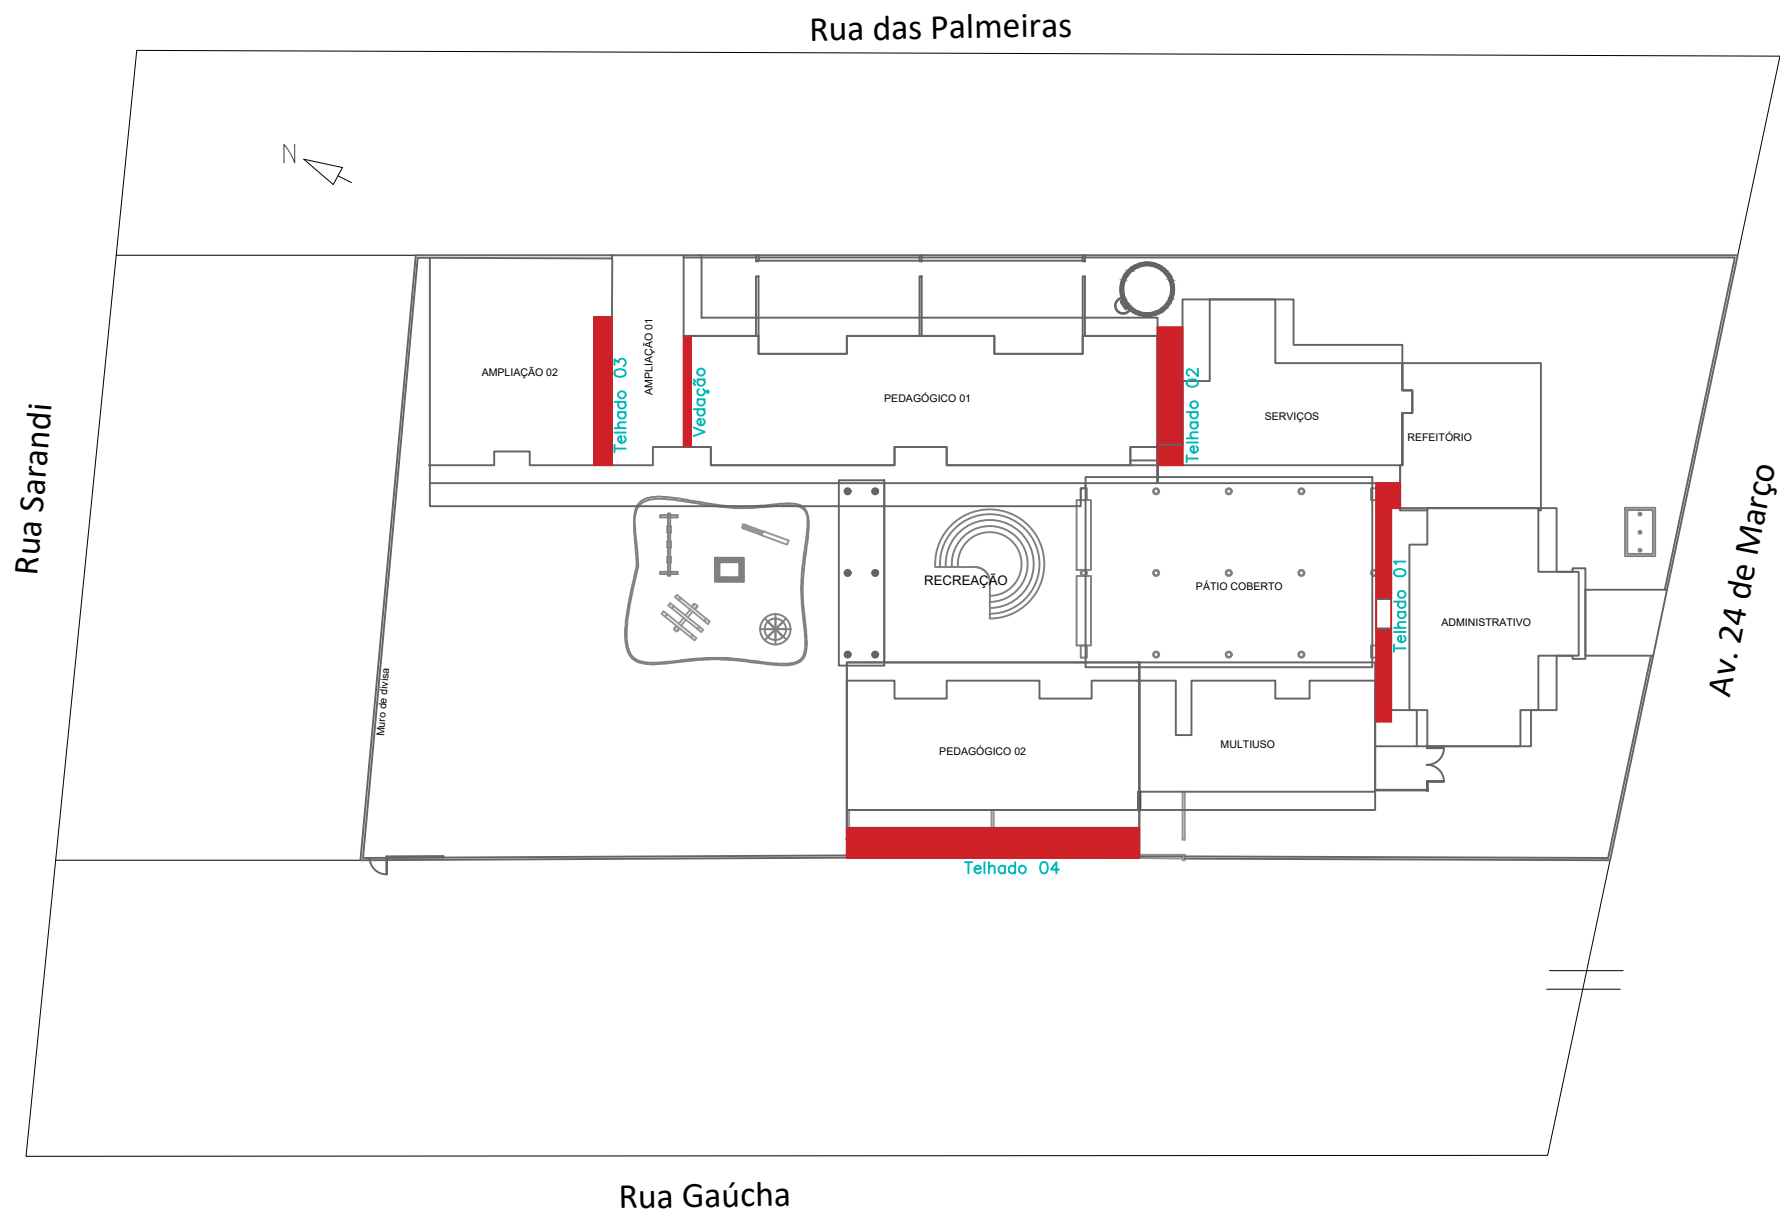 Rua das Palmeiras
N
AMPLIAÇÃO 02
Telhado 03
AMPLIAÇÃO 01
Vedação
PEDAGÓGICO 01
Telhado 02
SERVIÇOS
REFEITÓRIO
Rua Sarandi
Av. 24 de Março
RECREAÇÃO
PÁTIO COBERTO
Telhado 01
ADMINISTRATIVO
Muro de divisa
PEDAGÓGICO 02
MULTIUSO
Telhado 04
Rua Gaúcha